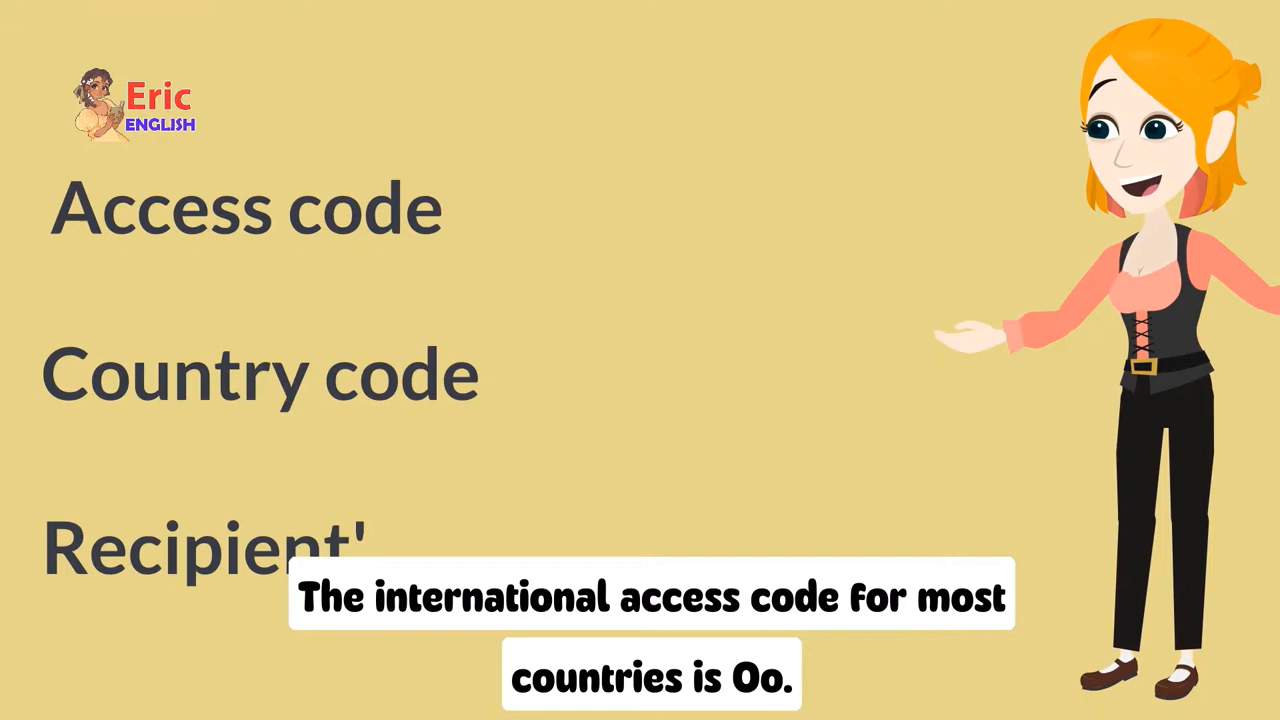 Eric
ENGLISH
Access code
Country code
Recipient'
The international access code for most
countries is Oo.